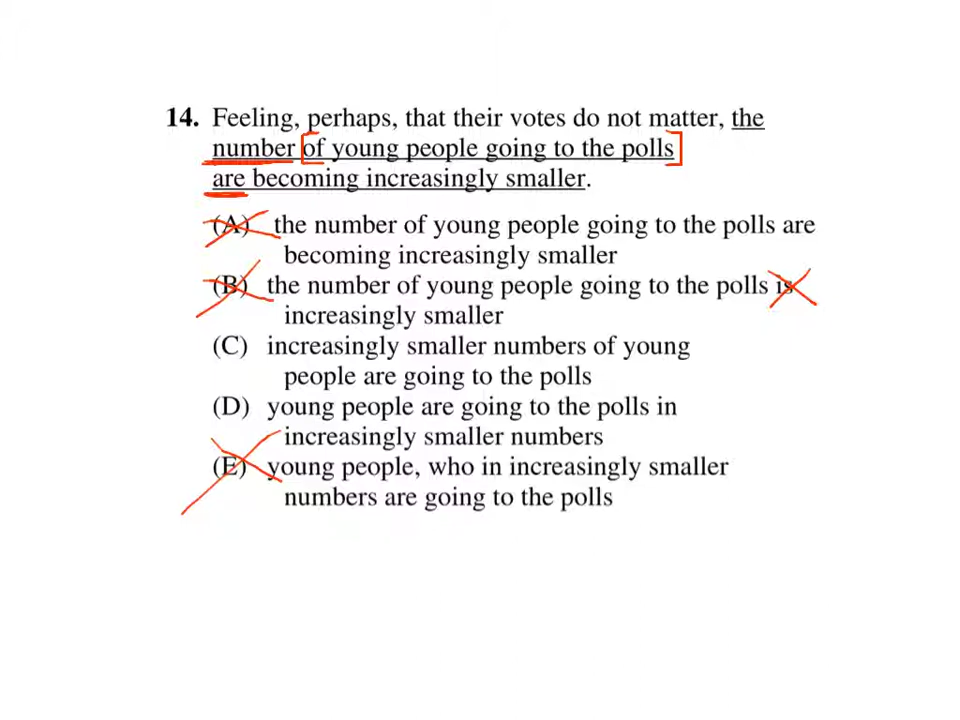 14. Feeling, perhaps, that their votes do not matter, the
number of young people going to the polls
are becoming increasingly smaller.
(A) the number of young people going to the polls are
becoming increasingly smaller
(B) the number of young people going to the polls is
increasingly smaller
(C) increasingly smaller numbers of young
people are going to the polls
(D) young people are going to the polls in
increasingly smaller numbers
(E) young people, who in increasingly smaller
numbers are going to the polls